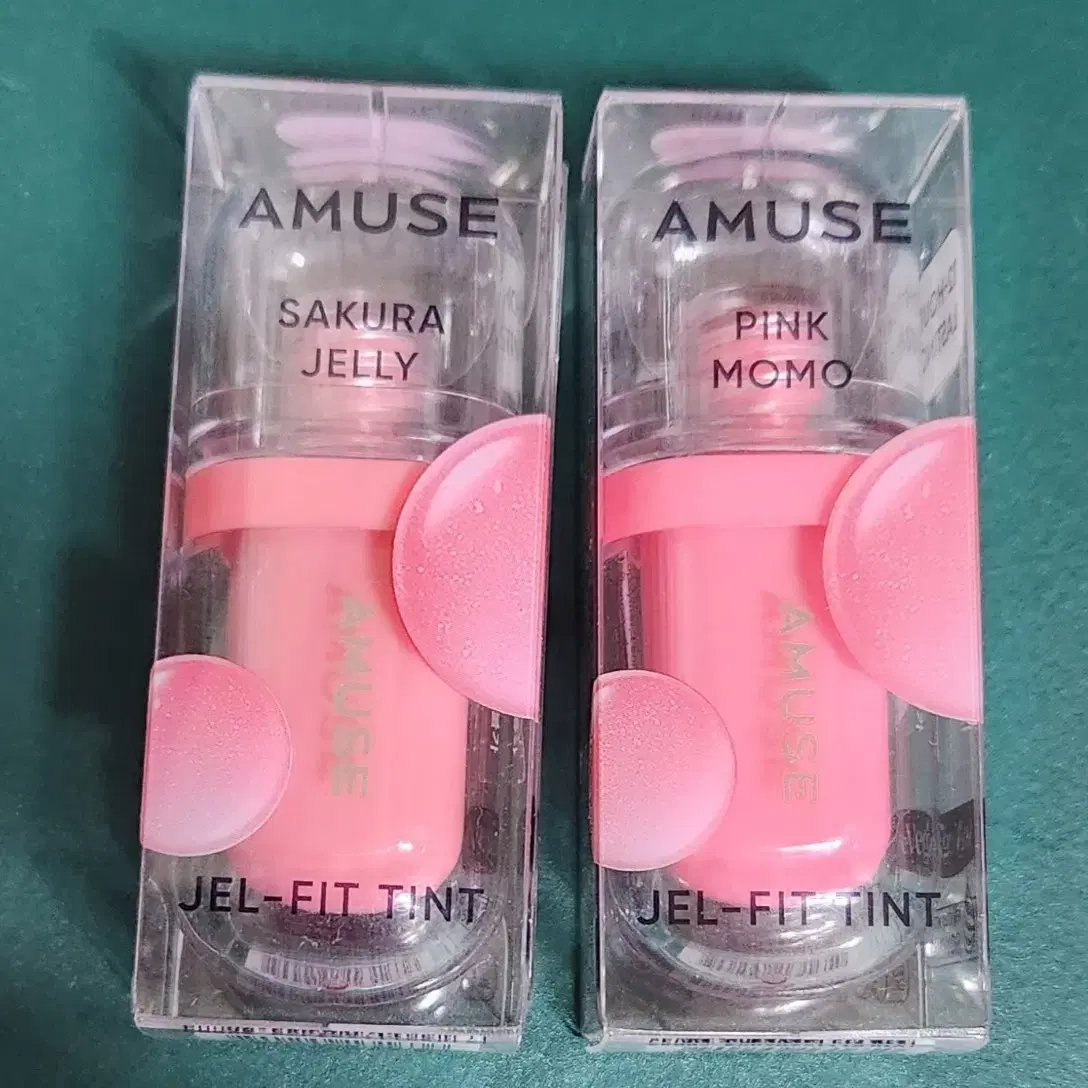 AMUSE
SAKURA
JELLY
AMUSE
JEL-FIT TINT
AMUSE
PINK
MOMO
AMUSE
JEL-FIT TINT